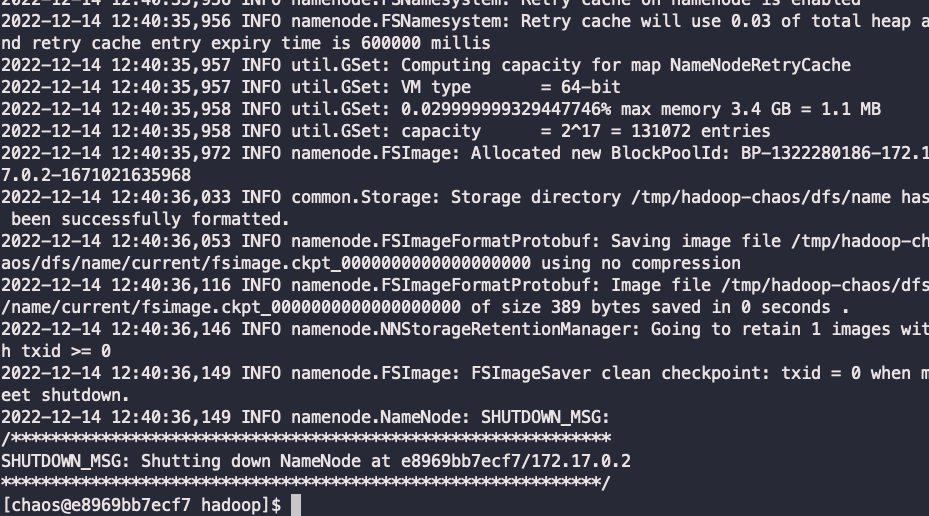 2022-12-14 12:40:35,956 INFO namenode.FSNamesystem: Retry cache on namenode is enabled
2022-12-14 12:40:35,956 INFO namenode.FSNamesystem: Retry cache will use 0.03 of total heap a
nd retry cache entry expiry time is 600000 millis
2022-12-14 12:40:35,957 INFO util.GSet: Computing capacity for map NameNodeRetryCache
2022-12-14 12:40:35,957 INFO util.GSet: VM type       = 64-bit
2022-12-14 12:40:35,958 INFO util.GSet: 0.029999999329447746% max memory 3.4 GB = 1.1 MB
2022-12-14 12:40:35,958 INFO util.GSet: capacity      = 2^17 = 131072 entries
2022-12-14 12:40:35,972 INFO namenode.FSImage: Allocated new BlockPoolId: BP-1322280186-172.1
7.0.2-1671021635968
2022-12-14 12:40:36,033 INFO common.Storage: Storage directory /tmp/hadoop-chaos/dfs/name has
 been successfully formatted.
2022-12-14 12:40:36,053 INFO namenode.FSImageFormatProtobuf: Saving image file /tmp/hadoop-ch
aos/dfs/name/current/fsimage.ckpt_0000000000000000000 using no compression
2022-12-14 12:40:36,116 INFO namenode.FSImageFormatProtobuf: Image file /tmp/hadoop-chaos/dfs
/name/current/fsimage.ckpt_0000000000000000000 of size 389 bytes saved in 0 seconds .
2022-12-14 12:40:36,146 INFO namenode.NNStorageRetentionManager: Going to retain 1 images wit
h txid >= 0
2022-12-14 12:40:36,149 INFO namenode.FSImage: FSImageSaver clean checkpoint: txid = 0 when m
eet shutdown.
2022-12-14 12:40:36,149 INFO namenode.NameNode: SHUTDOWN_MSG:
/************************************************************
SHUTDOWN_MSG: Shutting down NameNode at e8969bb7ecf7/172.17.0.2
************************************************************/
[chaos@e8969bb7ecf7 hadoop]$